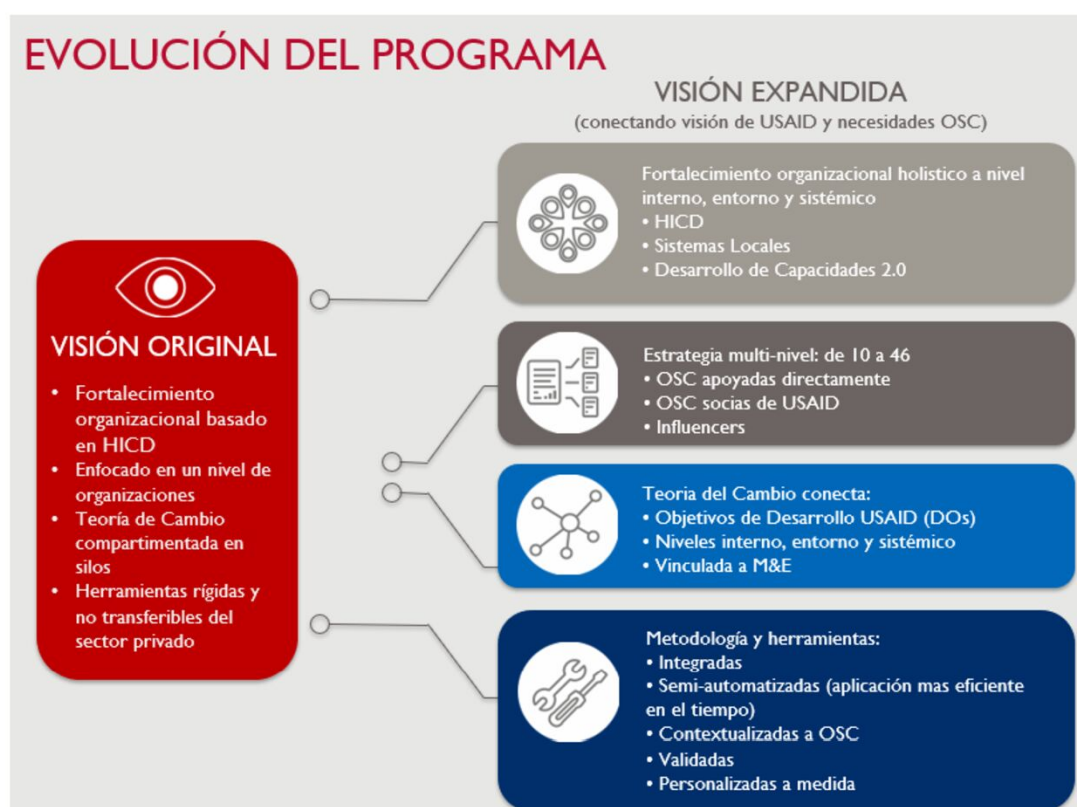 EVOLUCIÓN DEL PROGRAMA
VISIÓN EXPANDIDA
(conectando visión de USAID y necesidades OSC)
VISIÓN ORIGINAL
• Fortalecimiento
organizacional basado
en HICD
• Enfocado en un nivel de
organizaciones
• Teoría de Cambio
compartimentada en
silos
• Herramientas rígidas y
no transferibles del
sector privado
Fortalecimiento organizacional holistico a nivel
interno, entorno y sistémico
• HICD
• Sistemas Locales
• Desarrollo de Capacidades 2.0
Estrategia multi-nivel: de 10 a 46
• OSC apoyadas directamente
• OSC socias de USAID
• Influencers
Teoria del Cambio conecta:
• Objetivos de Desarrollo USAID (DOs)
• Niveles interno, entorno y sistémico
• Vinculada a M&E
Metodología y herramientas:
• Integradas
• Semi-automatizadas (aplicación mas eficiente
en el tiempo)
• Contextualizadas a OSC
• Validadas
• Personalizadas a medida